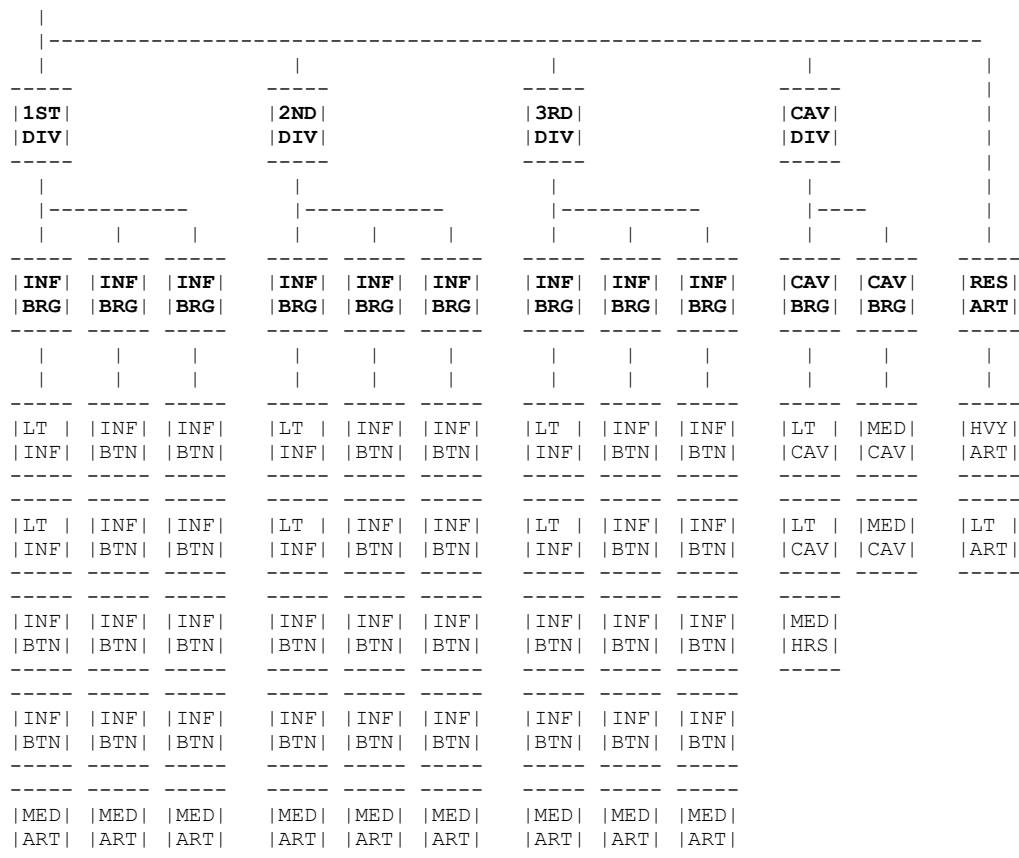 1ST 2ND 3RD CAV
DIV DIV DIV DIV
INF INF INF INF INF INF INF INF INF CAV CAV RES
BRG BRG BRG BRG BRG BRG BRG BRG BRG BRG BRG ART
LT INF INF LT INF INF LT INF INF LT MED HVY
INF BTN BTN INF BTN BTN INF BTN BTN CAV CAV ART
LT INF INF LT INF INF LT INF INF LT MED LT
INF BTN BTN INF BTN BTN INF BTN BTN CAV CAV ART
INF INF INF INF INF INF INF INF INF MED
BTN BTN BTN BTN BTN BTN BTN BTN BTN HRS
INF INF INF INF INF INF INF INF INF
BTN BTN BTN BTN BTN BTN BTN BTN BTN
MED MED MED MED MED MED MED MED MED
ART ART ART ART ART ART ART ART ART